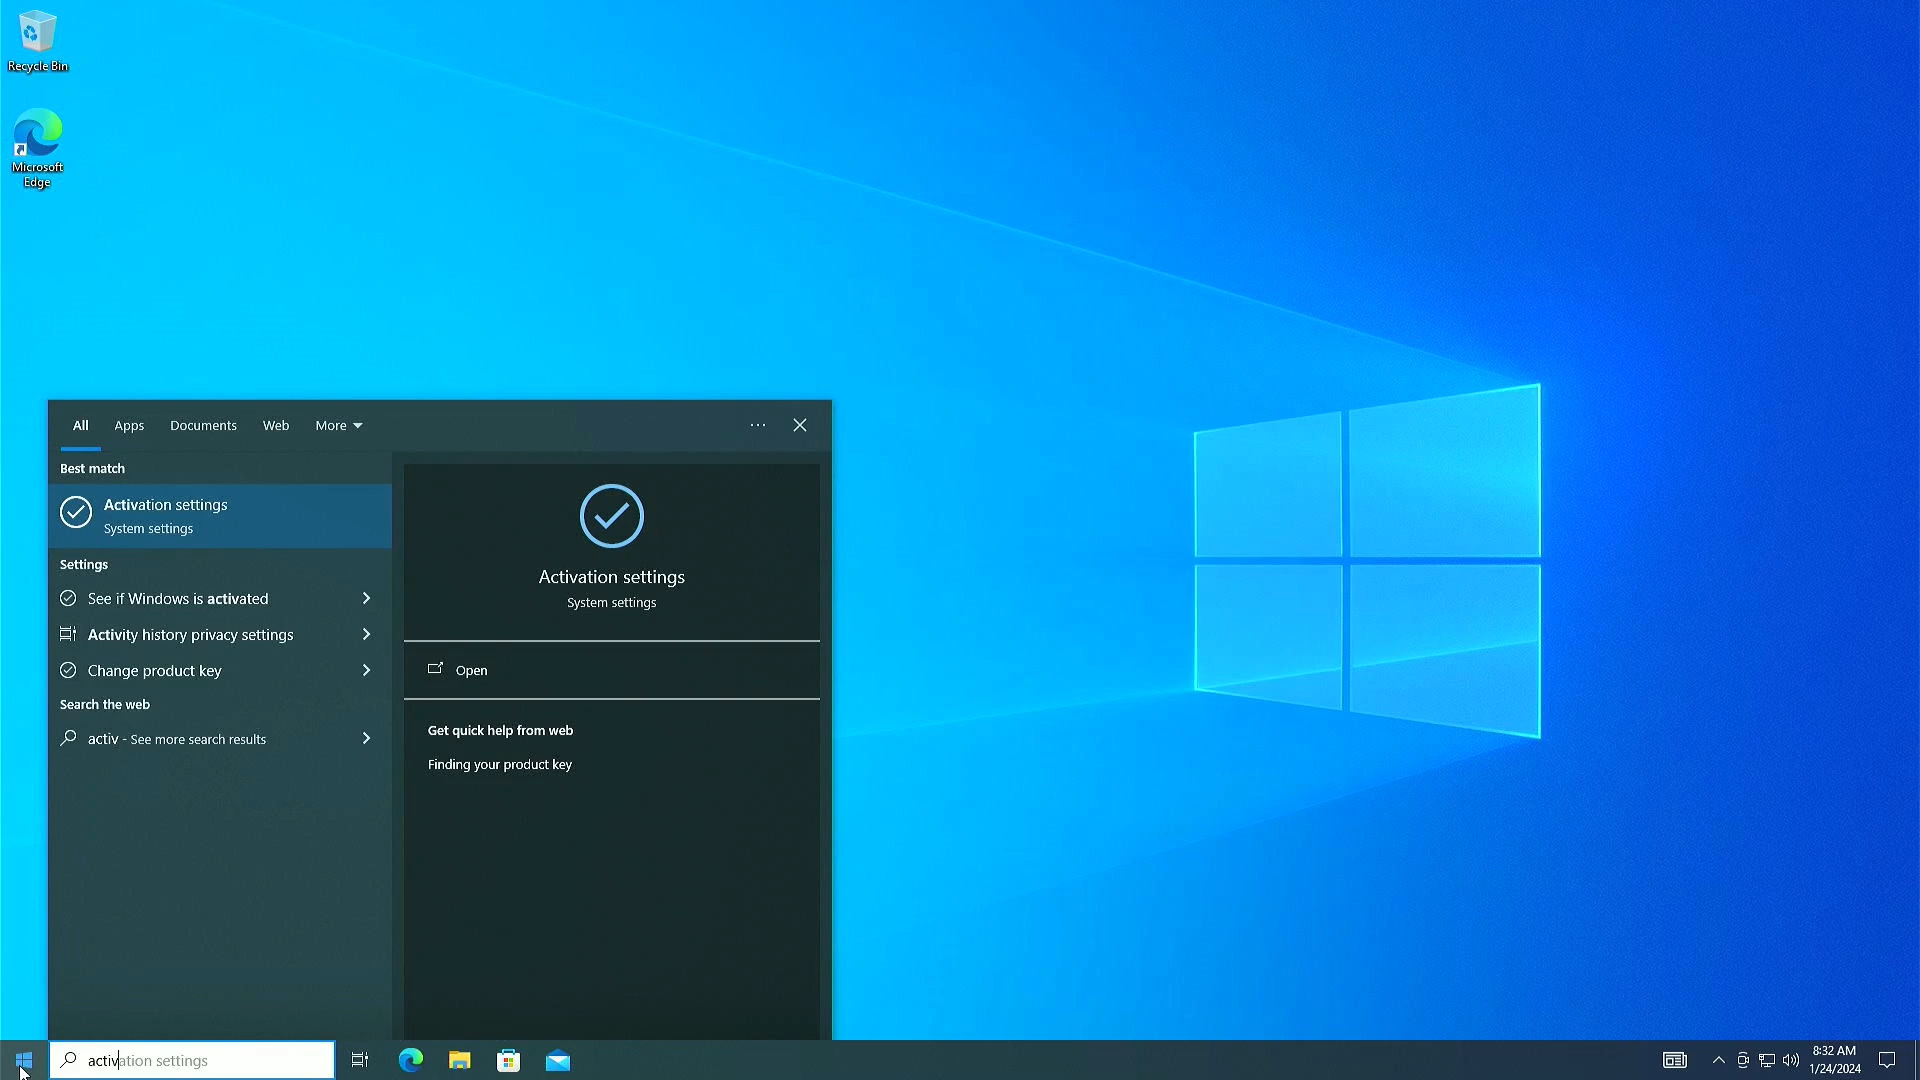 Recycle Bin
Microsoft
Edge
All Apps Documents Web More
Best match
Activation settings
System settings
Settings
See if Windows is activated
Activity history privacy settings
Change product key
Search the web
activ - See more search results
Activation settings
System settings
Open
Get quick help from web
Finding your product key
activation settings
8:32 AM
1/24/2024